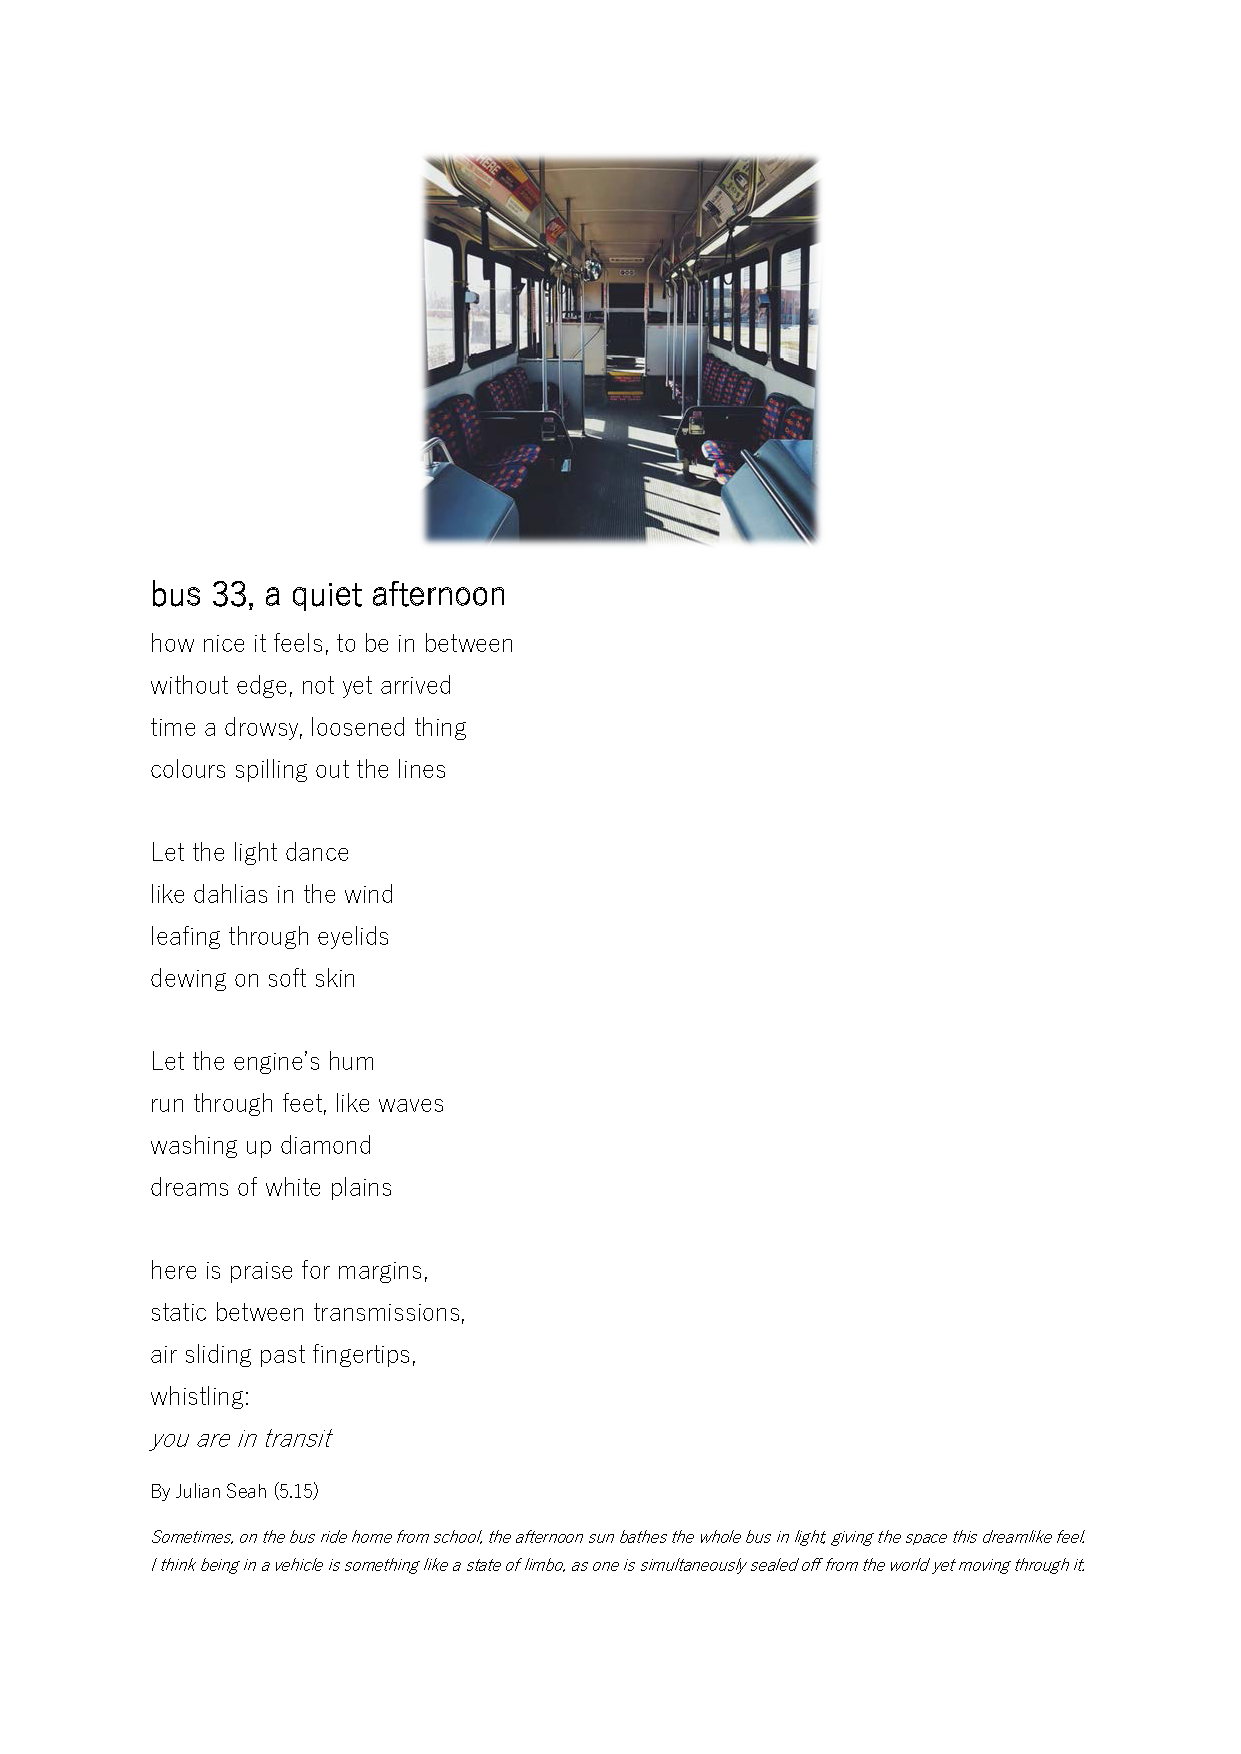 HERE
bus 33, a quiet afternoon
how nice it feels, to be in between
without edge, not yet arrived
time a drowsy, loosened thing
colours spilling out the lines
Let the light dance
like dahlias in the wind
leafing through eyelids
dewing on soft skin
Let the engine’s hum
run through feet, like waves
washing up diamond
dreams of white plains
here is praise for margins,
static between transmissions,
air sliding past fingertips,
whistling:
you are in transit
By Julian Seah (5.15)
Sometimes, on the bus ride home from school, the afternoon sun bathes the whole bus in light, giving the space this dreamlike feel.
I think being in a vehicle is something like a state of limbo, as one is simultaneously sealed off from the world yet moving through it.